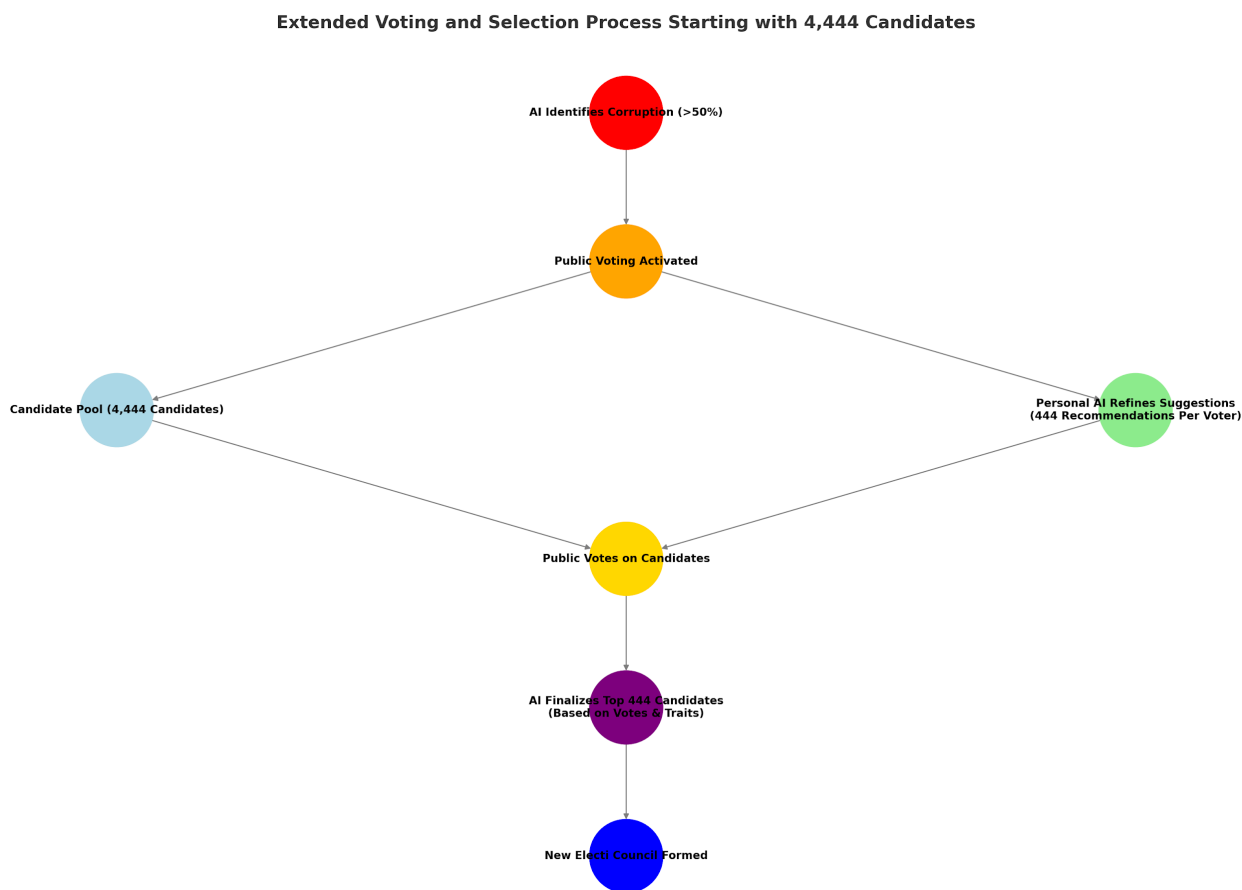 Extended Voting and Selection Process Starting with 4,444 Candidates
AI Identifies Corruption (>50%)
Public Voting Activated
Candidate Pool (4,444 Candidates)
Personal AI Refines Suggestions
(444 Recommendations Per Voter)
Public Votes on Candidates
AI Finalizes Top 444 Candidates
(Based on Votes & Traits)
New Electi Council Formed